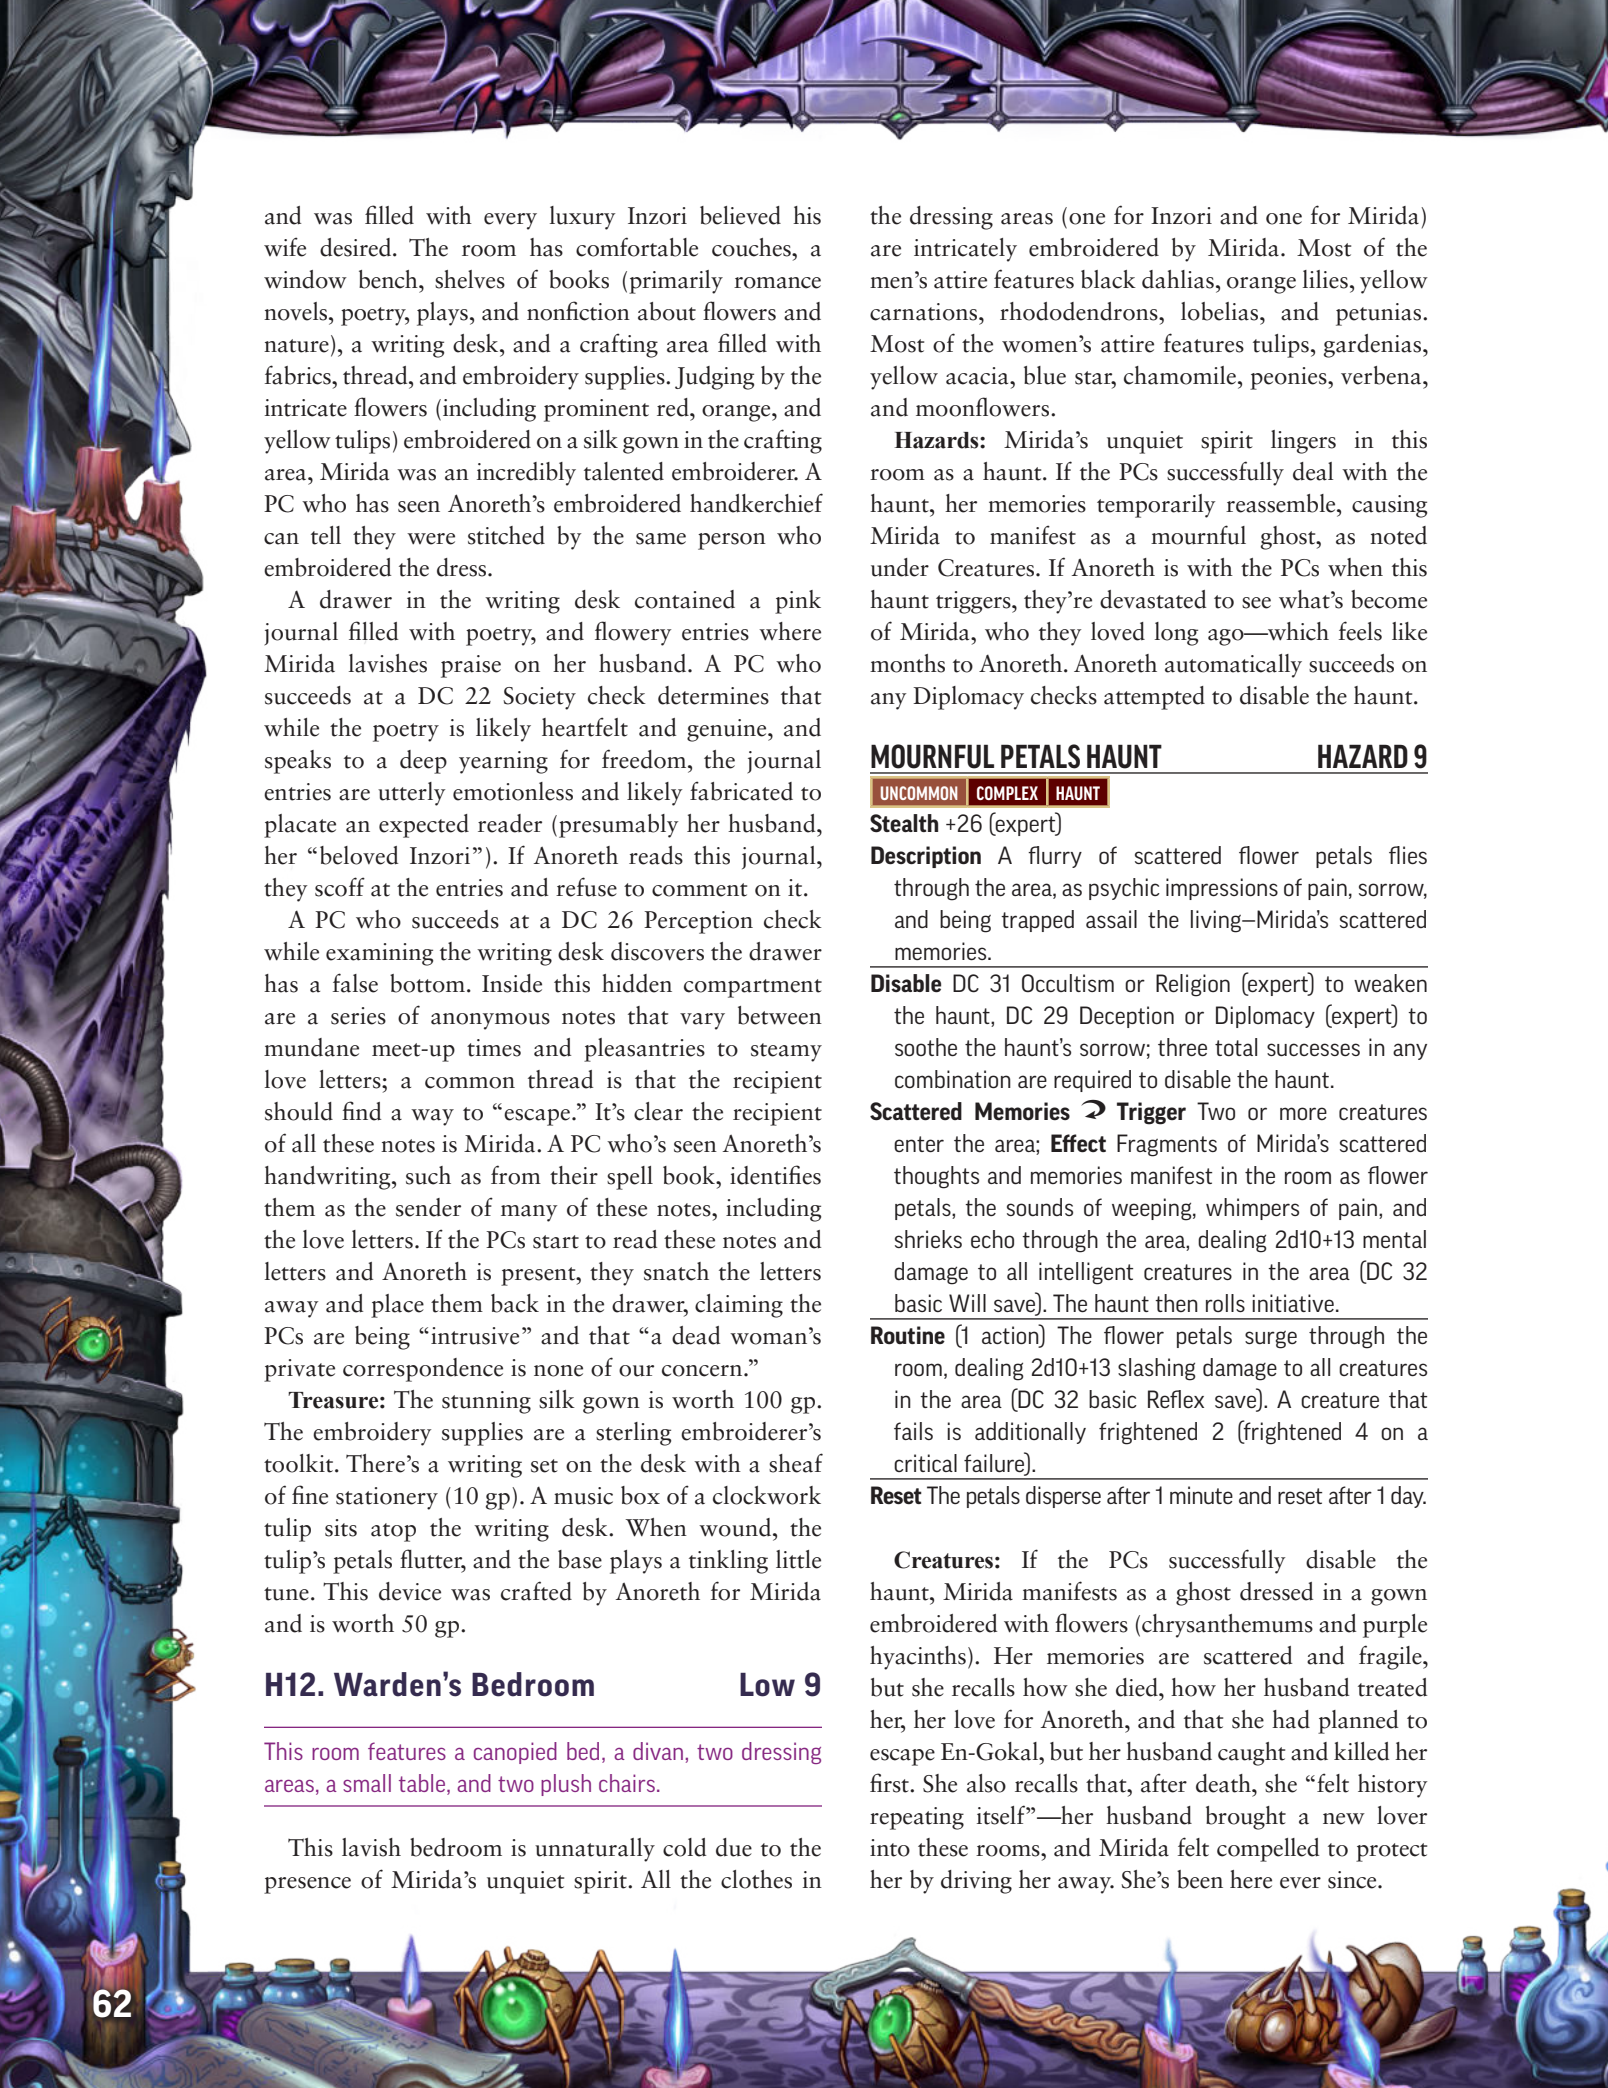 and was filled with every luxury Inzori believed his
wife desired. The room has comfortable couches, a
window bench, shelves of books (primarily romance
novels, poetry, plays, and nonfiction about flowers and
nature), a writing desk, and a crafting area filled with
fabrics, thread, and embroidery supplies. Judging by the
intricate flowers (including prominent red, orange, and
yellow tulips) embroidered on a silk gown in the crafting
area, Mirida was an incredibly talented embroiderer. A
PC who has seen Anoreth’s embroidered handkerchief
can tell they were stitched by the same person who
embroidered the dress.
A drawer in the writing desk contained a pink
journal filled with poetry, and flowery entries where
Mirida lavishes praise on her husband. A PC who
succeeds at a DC 22 Society check determines that
while the poetry is likely heartfelt and genuine, and
speaks to a deep yearning for freedom, the journal
entries are utterly emotionless and likely fabricated to
placate an expected reader (presumably her husband,
her “beloved Inzori”). If Anoreth reads this journal,
they scoff at the entries and refuse to comment on it.
A PC who succeeds at a DC 26 Perception check
while examining the writing desk discovers the drawer
has a false bottom. Inside this hidden compartment
are a series of anonymous notes that vary between
mundane meet-up times and pleasantries to steamy
love letters; a common thread is that the recipient
should find a way to “escape.” It’s clear the recipient
of all these notes is Mirida. A PC who’s seen Anoreth’s
handwriting, such as from their spell book, identifies
them as the sender of many of these notes, including
the love letters. If the PCs start to read these notes and
letters and Anoreth is present, they snatch the letters
away and place them back in the drawer, claiming the
PCs are being “intrusive” and that “a dead woman’s
private correspondence is none of our concern.”
Treasure: The stunning silk gown is worth 100 gp.
The embroidery supplies are a sterling embroiderer’s
toolkit. There’s a writing set on the desk with a sheaf
of fine stationery (10 gp). A music box of a clockwork
tulip sits atop the writing desk. When wound, the
tulip’s petals flutter, and the base plays a tinkling little
tune. This device was crafted by Anoreth for Mirida
and is worth 50 gp.
H12. Warden’s Bedroom Low 9
This room features a canopied bed, a divan, two dressing
areas, a small table, and two plush chairs.
This lavish bedroom is unnaturally cold due to the
presence of Mirida’s unquiet spirit. All the clothes in
the dressing areas (one for Inzori and one for Mirida)
are intricately embroidered by Mirida. Most of the
men’s attire features black dahlias, orange lilies, yellow
carnations, rhododendrons, lobelias, and petunias.
Most of the women’s attire features tulips, gardenias,
yellow acacia, blue star, chamomile, peonies, verbena,
and moonflowers.
Hazards: Mirida’s unquiet spirit lingers in this
room as a haunt. If the PCs successfully deal with the
haunt, her memories temporarily reassemble, causing
Mirida to manifest as a mournful ghost, as noted
under Creatures. If Anoreth is with the PCs when this
haunt triggers, they’re devastated to see what’s become
of Mirida, who they loved long ago—which feels like
months to Anoreth. Anoreth automatically succeeds on
any Diplomacy checks attempted to disable the haunt.
MOURNFUL PETALS HAUNT HAZARD 9
UNCOMMON COMPLEX HAUNT
Stealth +26 (expert)
Description A flurry of scattered flower petals flies
through the area, as psychic impressions of pain, sorrow,
and being trapped assail the living—Mirida’s scattered
memories.
Disable DC 31 Occultism or Religion (expert) to weaken
the haunt, DC 29 Deception or Diplomacy (expert) to
soothe the haunt’s sorrow; three total successes in any
combination are required to disable the haunt.
Scattered Memories Trigger Two or more creatures
enter the area; Effect Fragments of Mirida’s scattered
thoughts and memories manifest in the room as flower
petals, the sounds of weeping, whimpers of pain, and
shrieks echo through the area, dealing 2d10+13 mental
damage to all intelligent creatures in the area (DC 32
basic Will save). The haunt then rolls initiative.
Routine (1 action) The flower petals surge through the
room, dealing 2d10+13 slashing damage to all creatures
in the area (DC 32 basic Reflex save). A creature that
fails is additionally frightened 2 (frightened 4 on a
critical failure).
Reset The petals disperse after 1 minute and reset after 1 day.
Creatures: If the PCs successfully disable the
haunt, Mirida manifests as a ghost dressed in a gown
embroidered with flowers (chrysanthemums and purple
hyacinths). Her memories are scattered and fragile,
but she recalls how she died, how her husband treated
her, her love for Anoreth, and that she had planned to
escape En-Gokal, but her husband caught and killed her
first. She also recalls that, after death, she “felt history
repeating itself”—her husband brought a new lover
into these rooms, and Mirida felt compelled to protect
her by driving her away. She’s been here ever since.
62